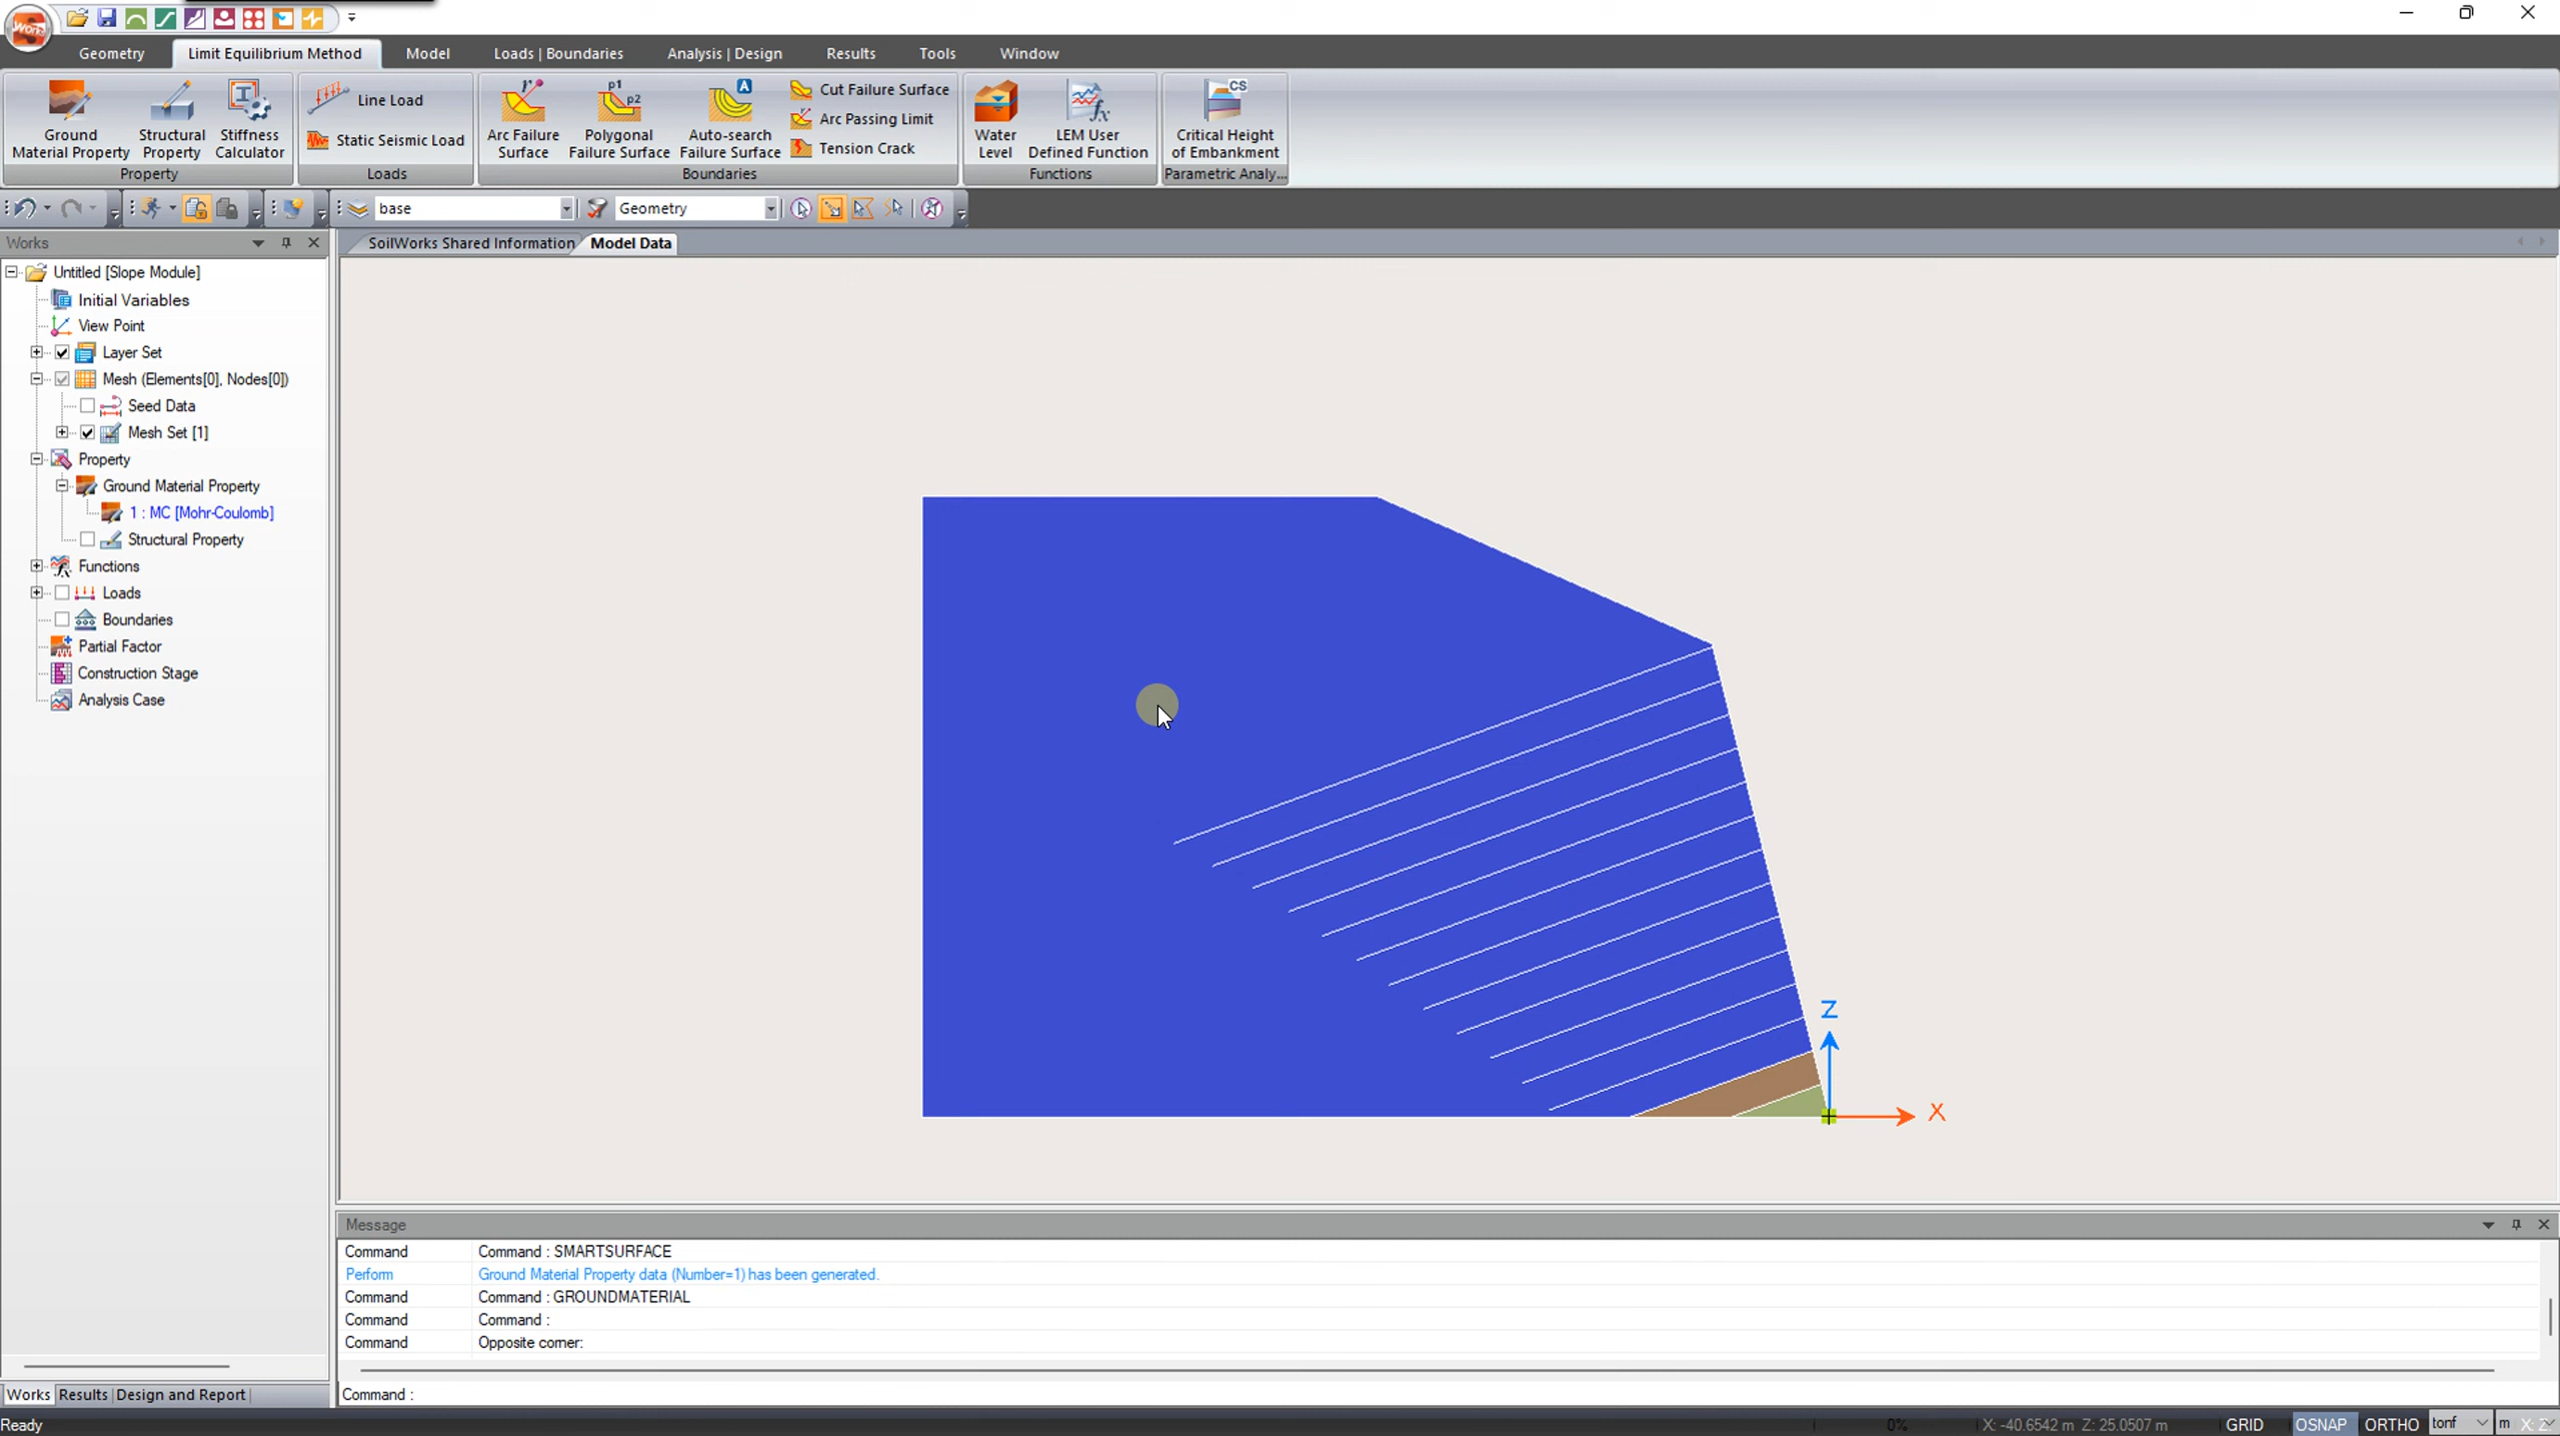 Geometry Limit Equilibrium Method Model Loads | Boundaries Analysis | Design Results Tools Window
Ground Material Property
Structural Property
Stiffness Calculator
Property
Line Load
Static Seismic Load
Loads
Arc Failure Surface
p1
p2
Polygonal Failure Surface
A
Auto-search Failure Surface
Cut Failure Surface
Arc Passing Limit
Tension Crack
Boundaries
Water Level
LEM User Defined Function
Functions
CS
Critical Height of Embankment
Parametric Analy...
base
Geometry
Works
SoilWorks Shared Information
Model Data
Untitled [Slope Module]
Initial Variables
View Point
Layer Set
Mesh (Elements[0], Nodes[0])
Seed Data
Mesh Set [1]
Property
Ground Material Property
1 : MC [Mohr-Coulomb]
Structural Property
Functions
Loads
Boundaries
Partial Factor
Construction Stage
Analysis Case
Z
X
Message
Command Command : SMARTSURFACE
Perform Ground Material Property data (Number=1) has been generated.
Command Command : GROUNDMATERIAL
Command Command :
Command Opposite corner:
Works Results Design and Report
Command :
Ready
0%
X: -40.6542 m Z: 25.0507 m
GRID OSNAP ORTHO tonf m